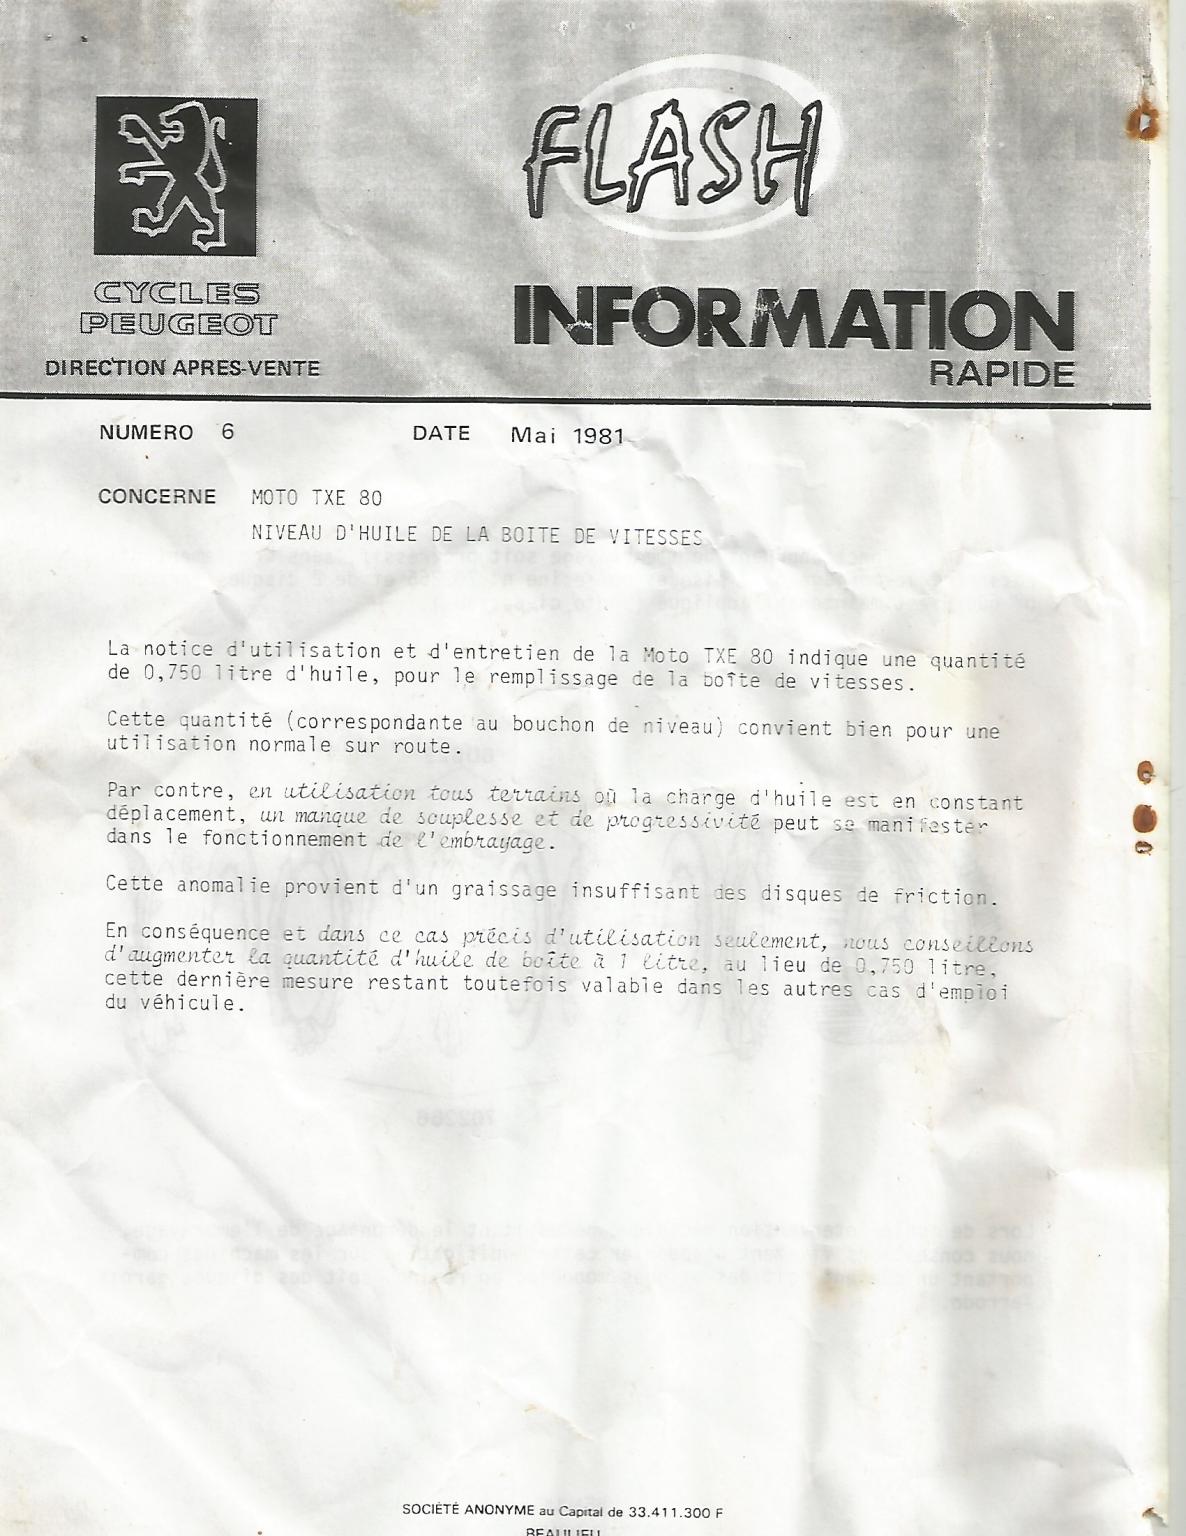 FLASH
CYCLES
PEUGEOT
DIRECTION APRES-VENTE
INFORMATION
RAPIDE
NUMERO 6 DATE Mai 1981
CONCERNE MOTO TXE 80
NIVEAU D'HUILE DE LA BOITE DE VITESSES
La notice d'utilisation et d'entretien de la Moto TXE 80 indique une quantité
de 0,750 litre d'huile, pour le remplissage de la boîte de vitesses.
Cette quantité (correspondante au bouchon de niveau) convient bien pour une
utilisation normale sur route.
Par contre, en utilisation tous terrains où la charge d'huile est en constant
déplacement, un manque de souplesse et de progressivité peut se manifester
dans le fonctionnement de l'embrayage.
Cette anomalie provient d'un graissage insuffisant des disques de friction.
En conséquence et dans ce cas précis d'utilisation seulement, nous conseillons
d'augmenter la quantité d'huile de boîte à 1 litre, au lieu de 0,750 litre,
cette dernière mesure restant toutefois valable dans les autres cas d'emploi
du véhicule.
SOCIÉTÉ ANONYME au Capital de 33.411.300 F
BEAULIEU